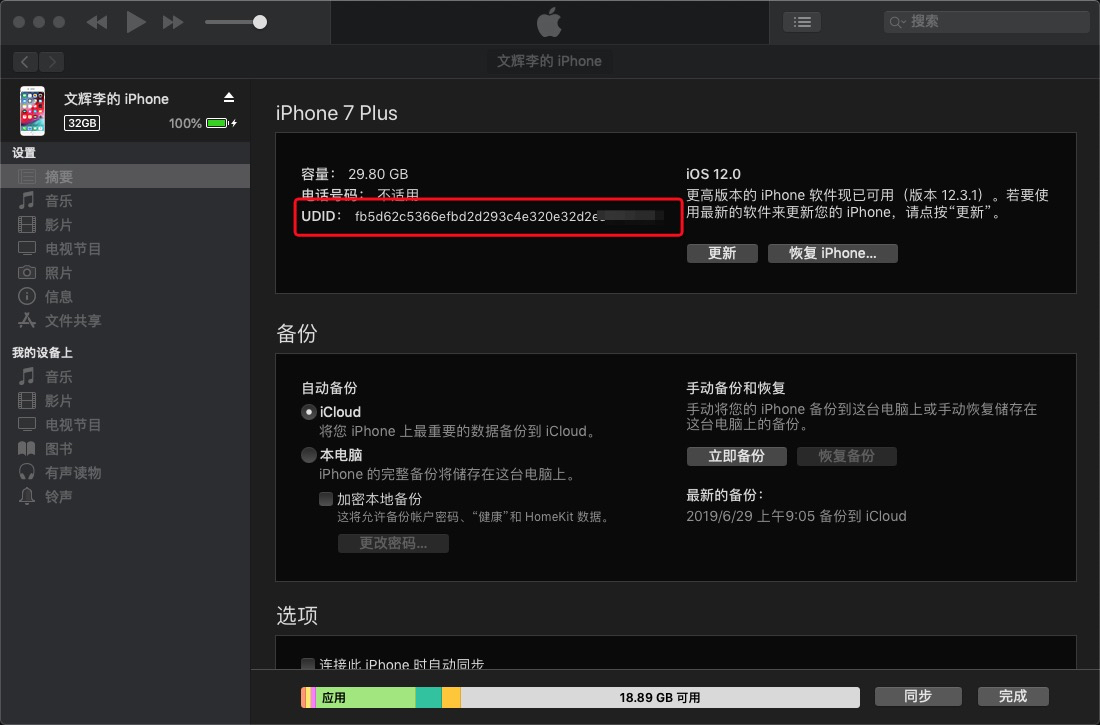 搜索
文辉李的 iPhone
文辉李的 iPhone
32GB
100%
设置
摘要
音乐
影片
电视节目
照片
信息
文件共享
我的设备上
音乐
影片
电视节目
图书
有声读物
铃声
iPhone 7 Plus
容量： 29.80 GB
电话号码： 不适用
UDID： fb5d62c5366efbd2d293c4e320e32d2e
iOS 12.0
更高版本的 iPhone 软件现已可用（版本 12.3.1）。若要使
用最新的软件来更新您的 iPhone，请点按“更新”。
更新
恢复 iPhone...
备份
自动备份
iCloud
将您 iPhone 上最重要的数据备份到 iCloud。
本电脑
iPhone 的完整备份将储存在这台电脑上。
加密本地备份
这将允许备份帐户密码、“健康”和 HomeKit 数据。
更改密码...
手动备份和恢复
手动将您的 iPhone 备份到这台电脑上或手动恢复储存在
这台电脑上的备份。
立即备份
恢复备份
最新的备份：
2019/6/29 上午9:05 备份到 iCloud
选项
连接此 iPhone 时自动同步
应用
18.89 GB 可用
同步
完成